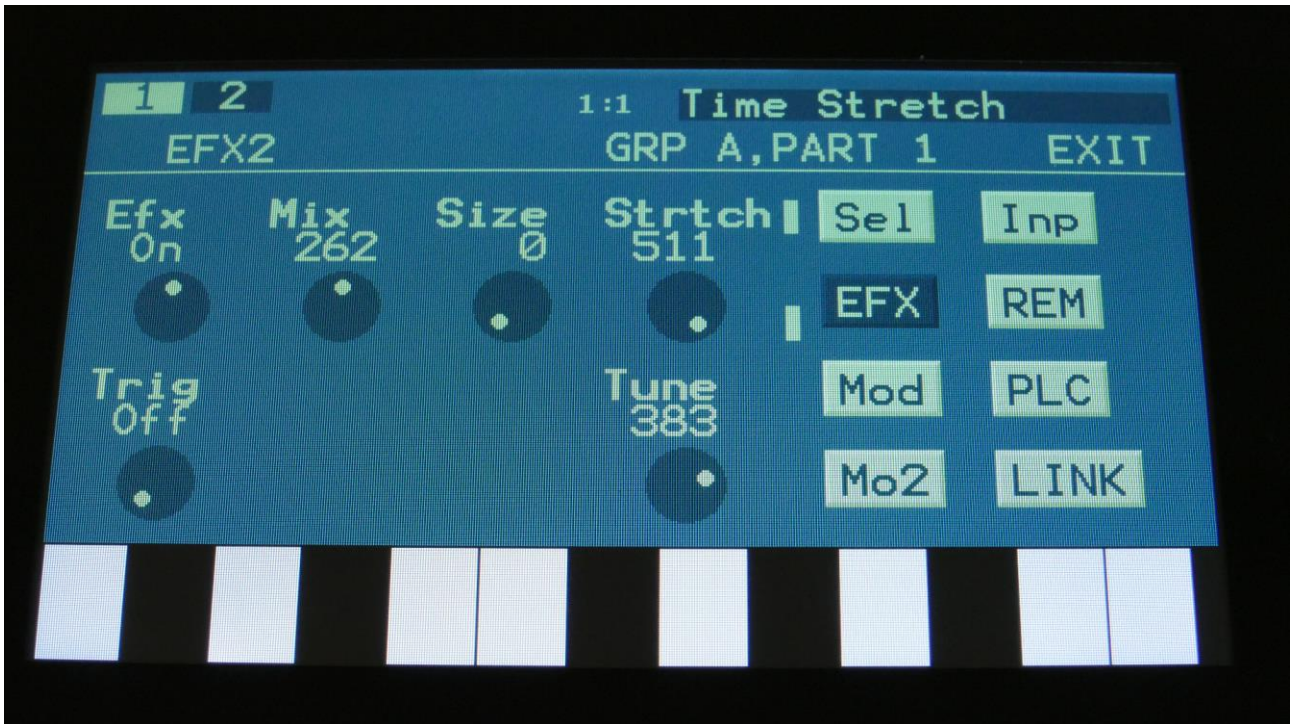 1 2 1:1 Time Stretch
EFX2 GRP A,PART 1 EXIT
Efx Mix Size Strtch Sel Inp
On 262 0 511
EFX REM
Trig Tune Mod PLC
Off 383
Mo2 LINK